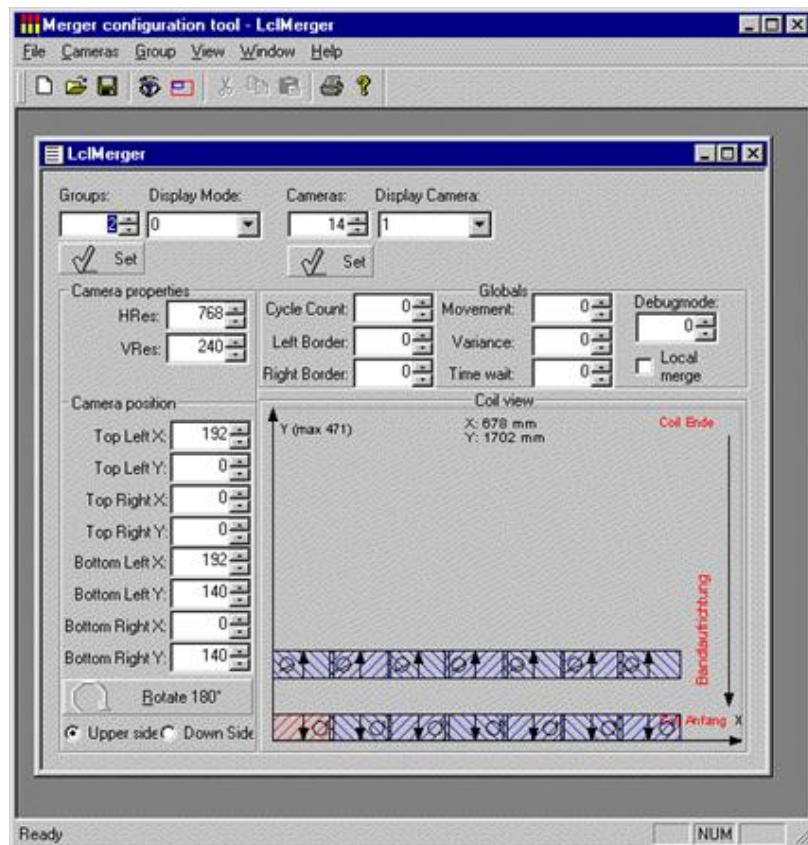 Merger configuration tool - LclMerger
File Cameras Group View Window Help
LclMerger
Groups: Display Mode: Cameras: Display Camera:
2 0 14 1
Set Set
Camera properties Globals
HRes: 768 Cycle Count: 0 Movement: 0 Debugmode: 0
VRes: 240 Left Border: 0 Variance: 0 Local merge
Right Border: 0 Time wait: 0
Camera position Coil view
Top Left X: 192 Y (max 471) X: 678 mm Coil Ende
Y: 1702 mm
Top Left Y: 0
Top Right X: 0
Top Right Y: 0
Bottom Left X: 192
Bottom Left Y: 140
Bottom Right X: 0
Bottom Right Y: 140
Bandlaufrichtung
Rotate 180°
Anfang X
Upper side Down Side
Ready NUM